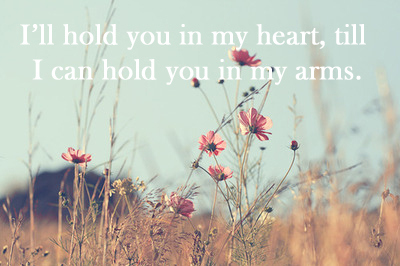 I'll hold you in my heart, till
I can hold you in my arms.